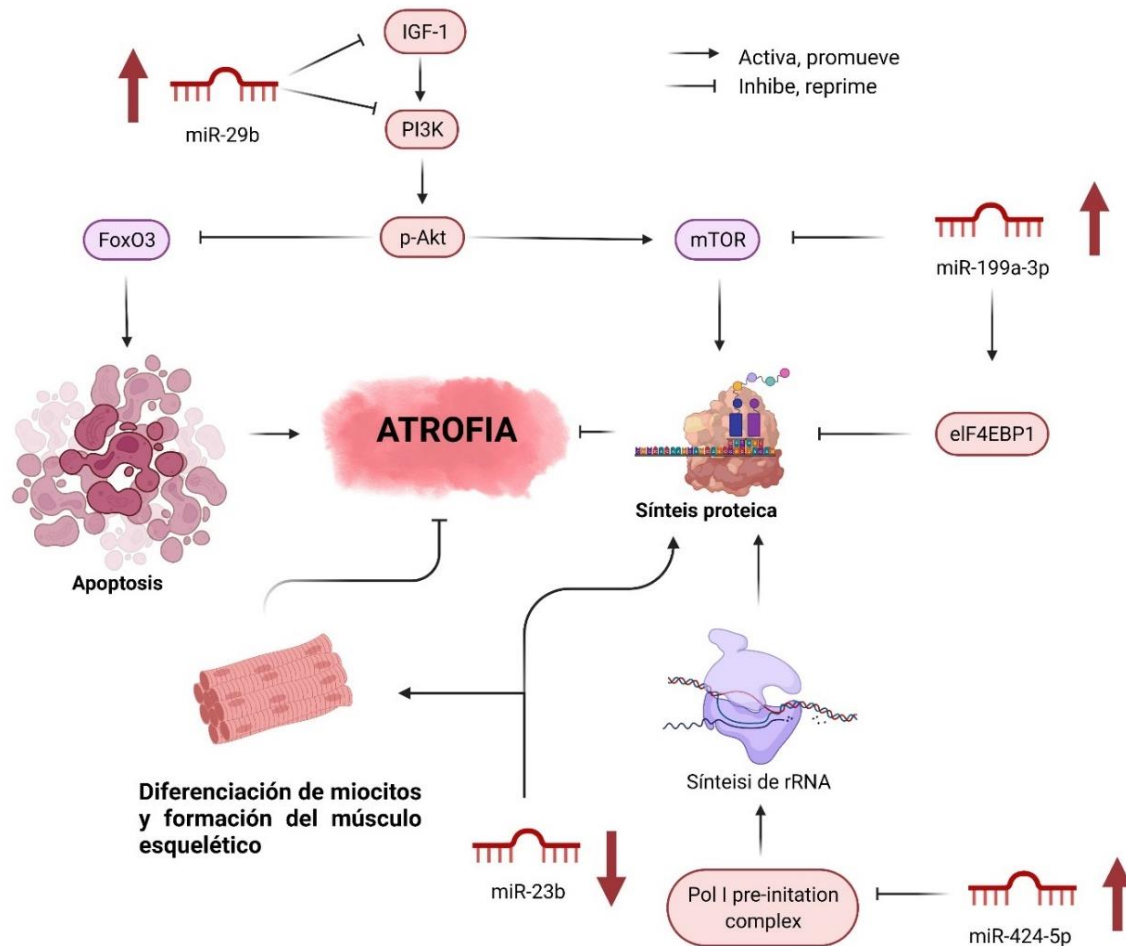 IGF-1
Activa, promueve
Inhibe, reprime
miR-29b
PI3K
FoxO3
p-Akt
mTOR
miR-199a-3p
ATROFIA
eIF4EBP1
Sínteis proteica
Apoptosis
Diferenciación de miocitos
y formación del músculo
esquelético
Sínteisi de rRNA
miR-23b
Pol I pre-initation
complex
miR-424-5p